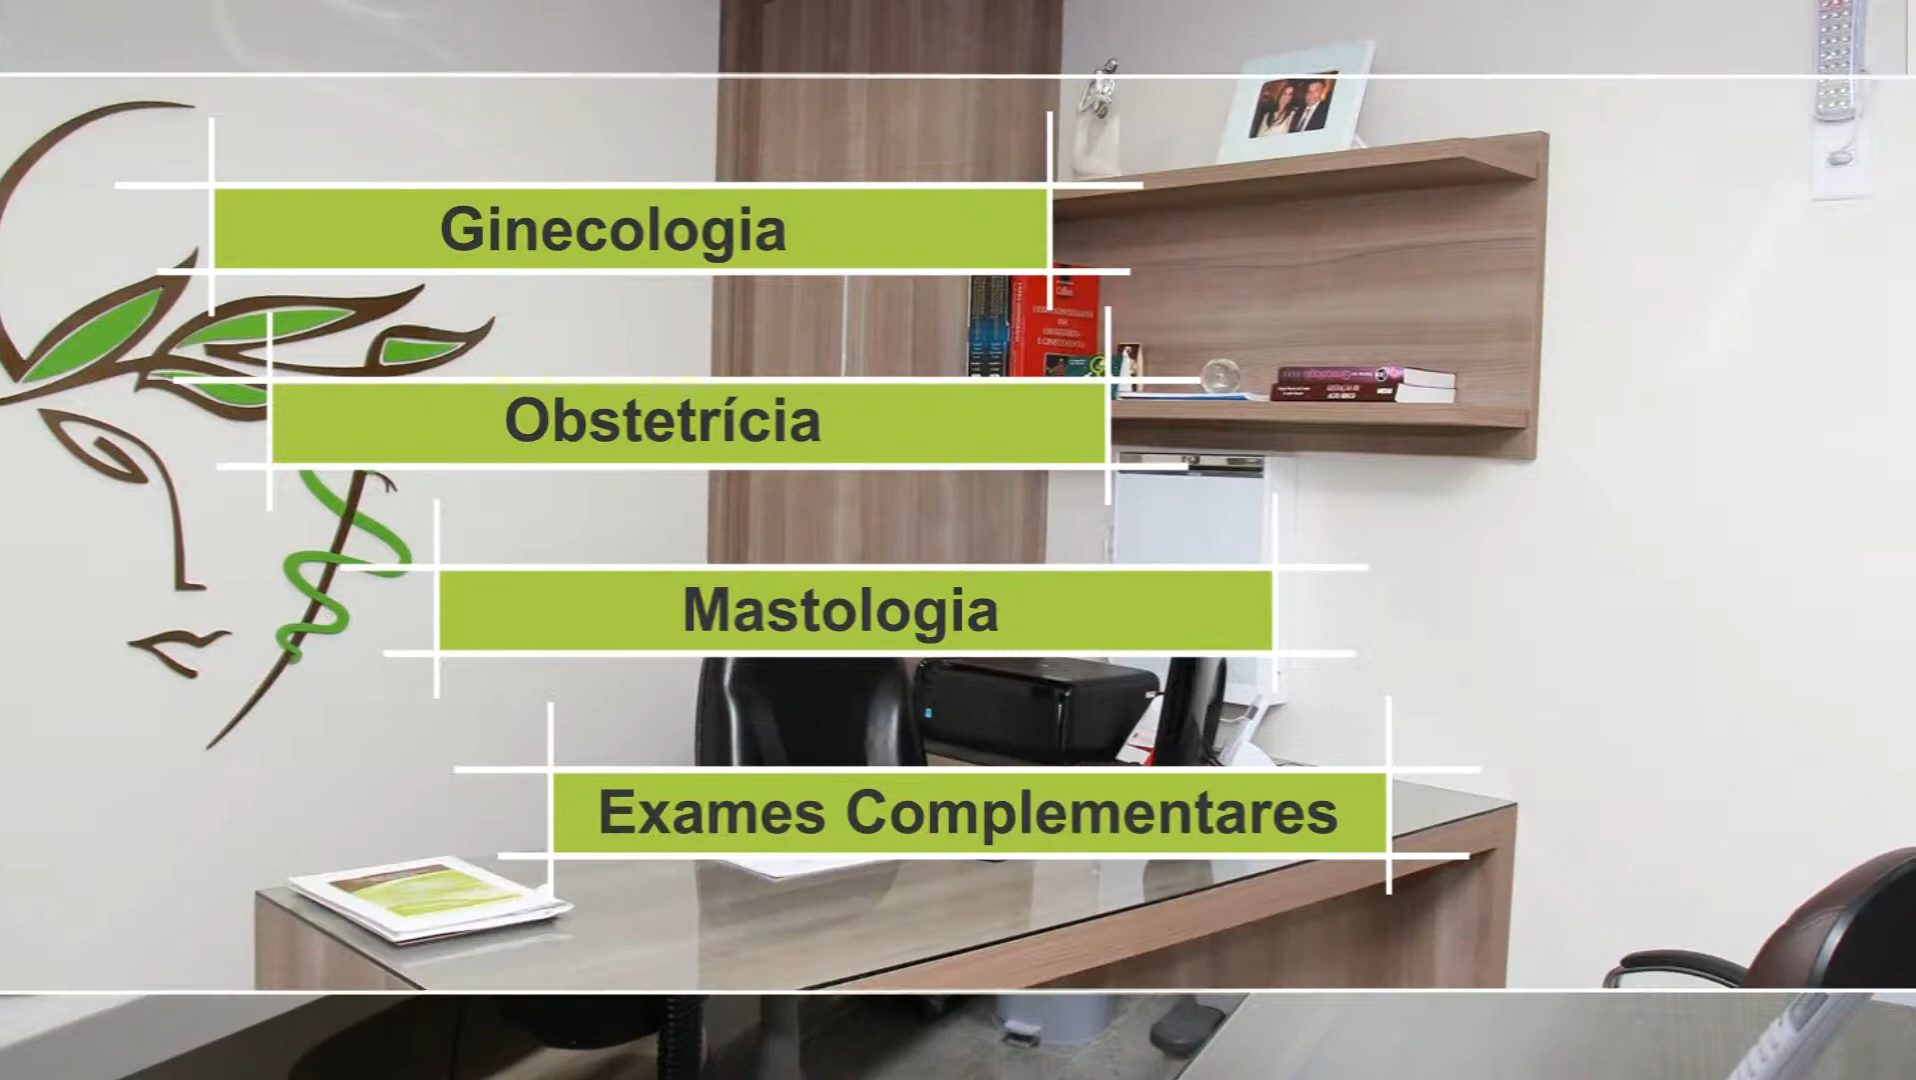 Ginecologia
Obstetrícia
Mastologia
Exames Complementares